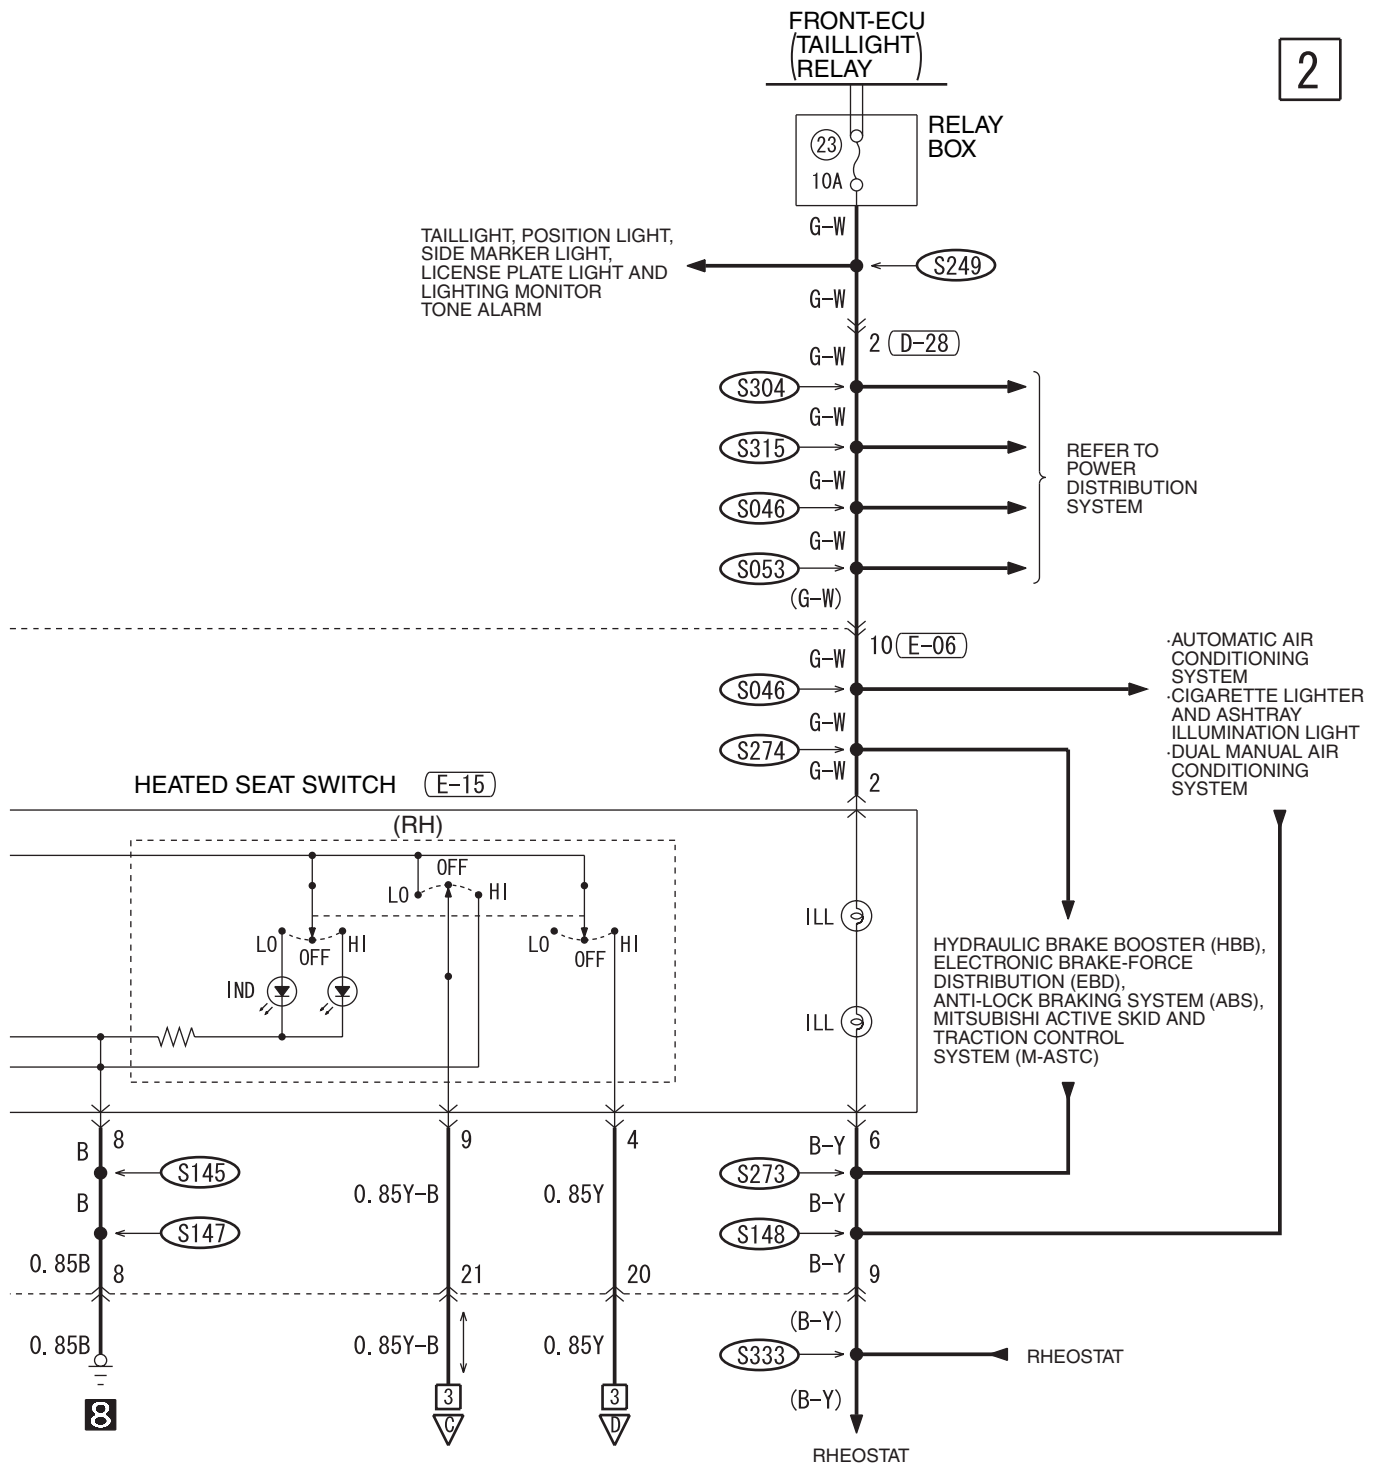 FRONT-ECU
(TAILLIGHT
RELAY)
2
RELAY
BOX
23
10A
G-W
TAILLIGHT, POSITION LIGHT,
SIDE MARKER LIGHT,
LICENSE PLATE LIGHT AND
LIGHTING MONITOR
TONE ALARM
S249
G-W
2 D-28
G-W
S304
G-W
S315
G-W
S046
G-W
S053
(G-W)
REFER TO
POWER
DISTRIBUTION
SYSTEM
10 E-06
G-W
S046
G-W
S274
G-W
2
·AUTOMATIC AIR
CONDITIONING
SYSTEM
·CIGARETTE LIGHTER
AND ASHTRAY
ILLUMINATION LIGHT
·DUAL MANUAL AIR
CONDITIONING
SYSTEM
HEATED SEAT SWITCH E-15
(RH)
OFF
LO HI
LO OFF HI
LO OFF HI
IND
ILL
ILL
HYDRAULIC BRAKE BOOSTER (HBB),
ELECTRONIC BRAKE-FORCE
DISTRIBUTION (EBD),
ANTI-LOCK BRAKING SYSTEM (ABS),
MITSUBISHI ACTIVE SKID AND
TRACTION CONTROL
SYSTEM (M-ASTC)
8 9 4 6
B S145
B S147
0.85B
0.85Y-B
0.85Y
B-Y
S273
B-Y
S148
B-Y
8 21 20 9
0.85B
0.85Y-B
0.85Y
(B-Y)
S333
RHEOSTAT
(B-Y)
8
3
C
3
D
RHEOSTAT